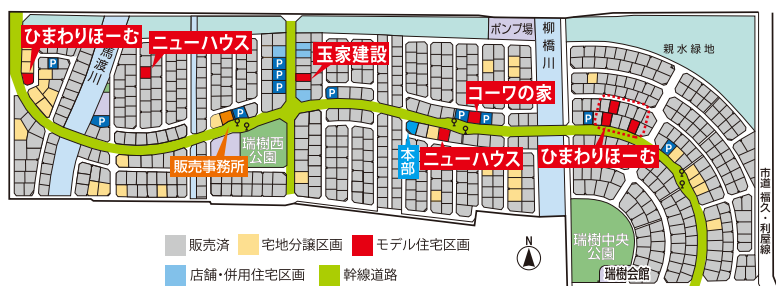 ひまわりほーむ
ニューハウス
玉家建設
ポンプ場
柳橋川
親水緑地
馬渡川
P
P
P
P
P
P
P
P
P
P
P
コーワの家
瑞樹西
公園
販売事務所
本部
ニューハウス
ひまわりほーむ
市道 福久・利屋線
瑞樹中央
公園
瑞樹会館
N
販売済
宅地分譲区画
モデル住宅区画
店舗・併用住宅区画
幹線道路